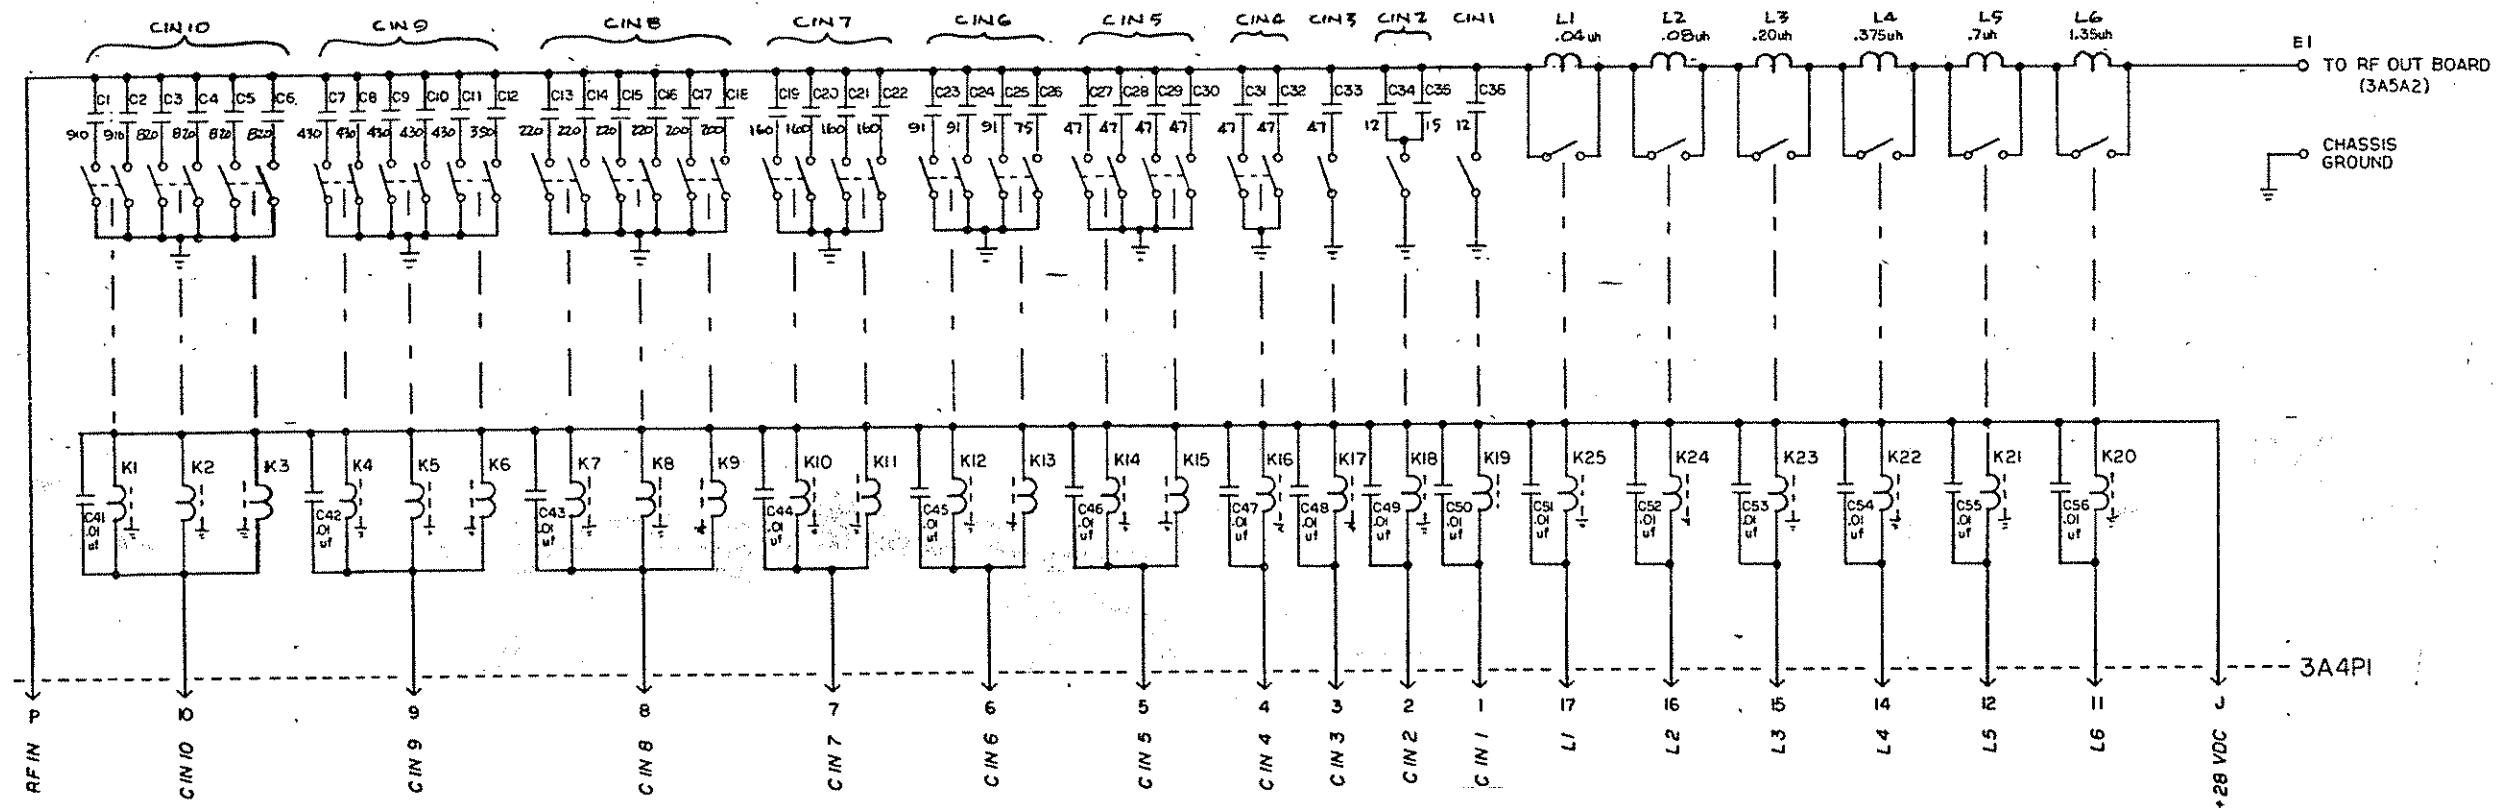 CIN10 CIN9 CIN8 CIN7 CIN6 CIN5 CIN4 CIN3 CIN2 CIN1 L1 L2 L3 L4 L5 L6
.04uh .08uh .20uh .375uh .7uh 1.35uh
E1
TO RF OUT BOARD
(3A5A2)
C1 C2 C3 C4 C5 C6 C7 C8 C9 C10 C11 C12 C13 C14 C15 C16 C17 C18 C19 C20 C21 C22 C23 C24 C25 C26 C27 C28 C29 C30 C31 C32 C33 C34 C35 C36
910 910 820 820 820 820 430 430 430 430 430 390 220 220 220 220 200 200 160 160 160 160 91 91 91 75 47 47 47 47 47 47 47 12 15 12
CHASSIS
GROUND
K1 K2 K3 K4 K5 K6 K7 K8 K9 K10 K11 K12 K13 K14 K15 K16 K17 K18 K19 K25 K24 K23 K22 K21 K20
C41 C42 C43 C44 C45 C46 C47 C48 C49 C50 C51 C52 C53 C54 C55 C56
.01 .01 .01 .01 .01 .01 .01 .01 .01 .01 .01 .01 .01 .01 .01 .01
uf uf uf uf uf uf uf uf uf uf uf uf uf uf uf uf
3A4P1
P 10 9 8 7 6 5 4 3 2 1 17 16 15 14 12 11 J
RF IN
CIN 10
CIN 9
CIN 8
CIN 7
CIN 6
CIN 5
CIN 4
CIN 3
CIN 2
CIN 1
L1
L2
L3
L4
L5
L6
+28 VDC